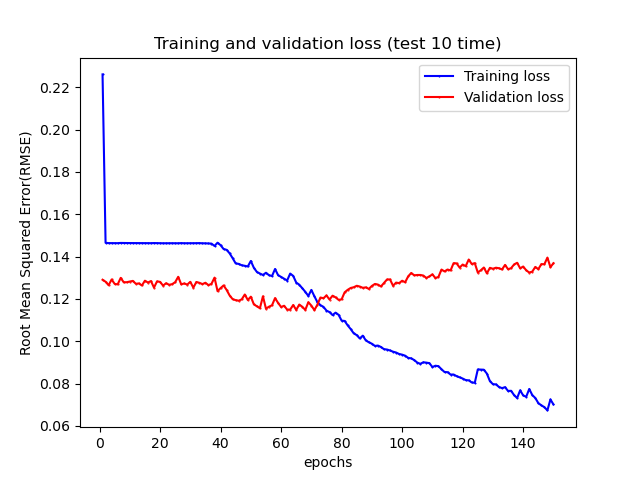 Training and validation loss (test 10 time)
Training loss
Validation loss
Root Mean Squared Error(RMSE)
0.22
0.20
0.18
0.16
0.14
0.12
0.10
0.08
0.06
0 20 40 60 80 100 120 140
epochs